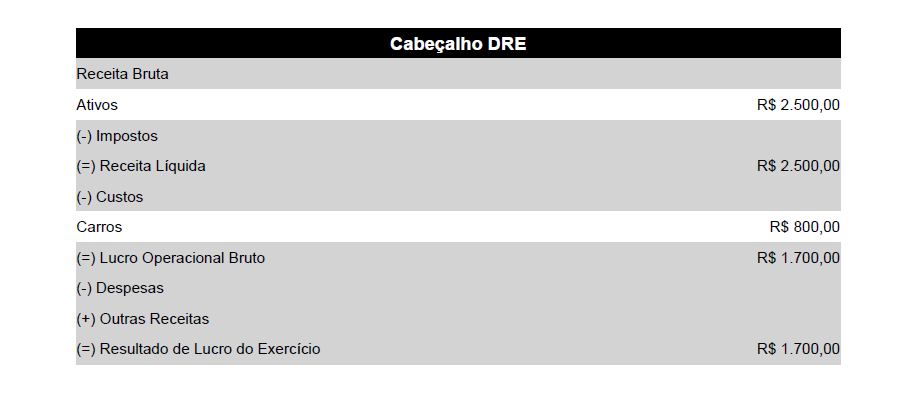 Cabeçalho DRE
Receita Bruta
Ativos R$ 2.500,00
(-) Impostos
(=) Receita Líquida R$ 2.500,00
(-) Custos
Carros R$ 800,00
(=) Lucro Operacional Bruto R$ 1.700,00
(-) Despesas
(+) Outras Receitas
(=) Resultado de Lucro do Exercício R$ 1.700,00